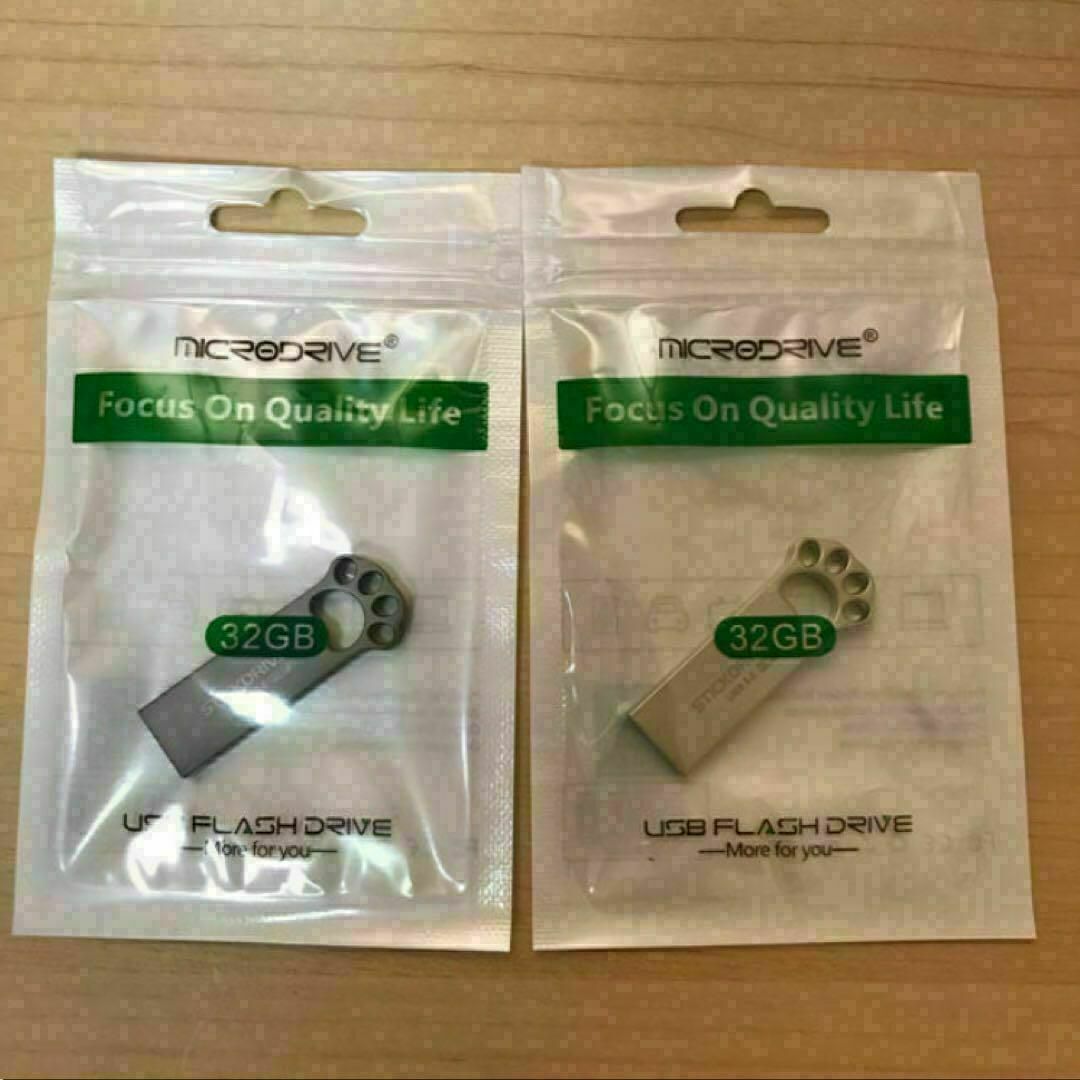 MICRODRIVE®
Focus On Quality Life
32GB
USB FLASH DRIVE
—More for you—
MICRODRIVE®
Focus On Quality Life
32GB
USB FLASH DRIVE
—More for you—